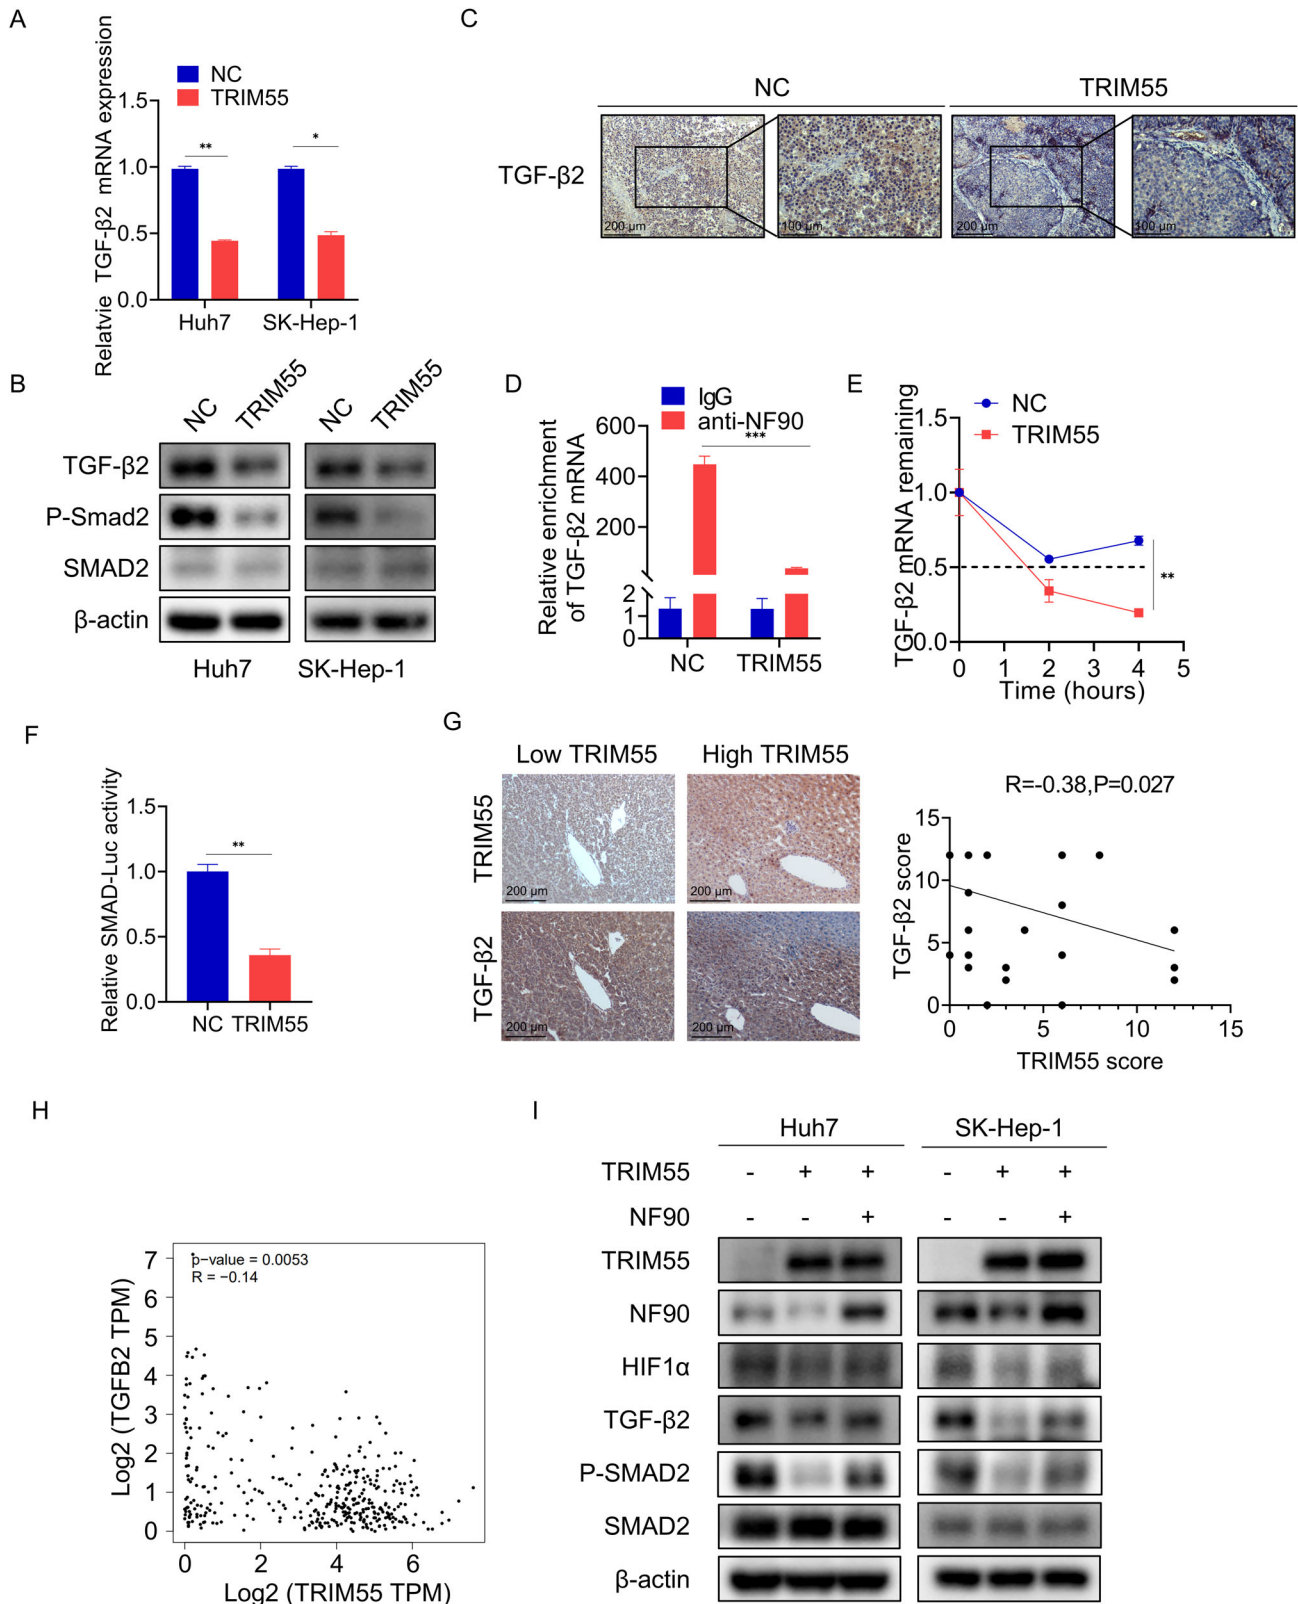 A
NC
TRIM55
Relatvie TGF-β2 mRNA expression
1.5
1.0
0.5
0.0
**
*
Huh7
SK-Hep-1
B
NC
TRIM55
NC
TRIM55
TGF-β2
P-Smad2
SMAD2
β-actin
Huh7
SK-Hep-1
C
NC
TRIM55
TGF-β2
200 μm
100 μm
200 μm
100 μm
D
IgG
anti-NF90
Relative enrichment
of TGF-β2 mRNA
600
400
200
2
1
0
***
NC
TRIM55
E
NC
TRIM55
TGF-β2 mRNA remaining
1.5
1.0
0.5
0.0
**
0 1 2 3 4 5
Time (hours)
F
Relative SMAD-Luc activity
1.5
1.0
0.5
0.0
**
NC TRIM55
G
Low TRIM55
High TRIM55
TRIM55
TGF-β2
200 μm
200 μm
200 μm
200 μm
R=-0.38,P=0.027
TGF-β2 score
15
10
5
0
0 5 10 15
TRIM55 score
H
p−value = 0.0053
R = −0.14
Log2 (TGFB2 TPM)
7
6
5
4
3
2
1
0
0 2 4 6
Log2 (TRIM55 TPM)
I
Huh7
SK-Hep-1
TRIM55 - + + - + +
NF90 - - + - - +
TRIM55
NF90
HIF1α
TGF-β2
P-SMAD2
SMAD2
β-actin